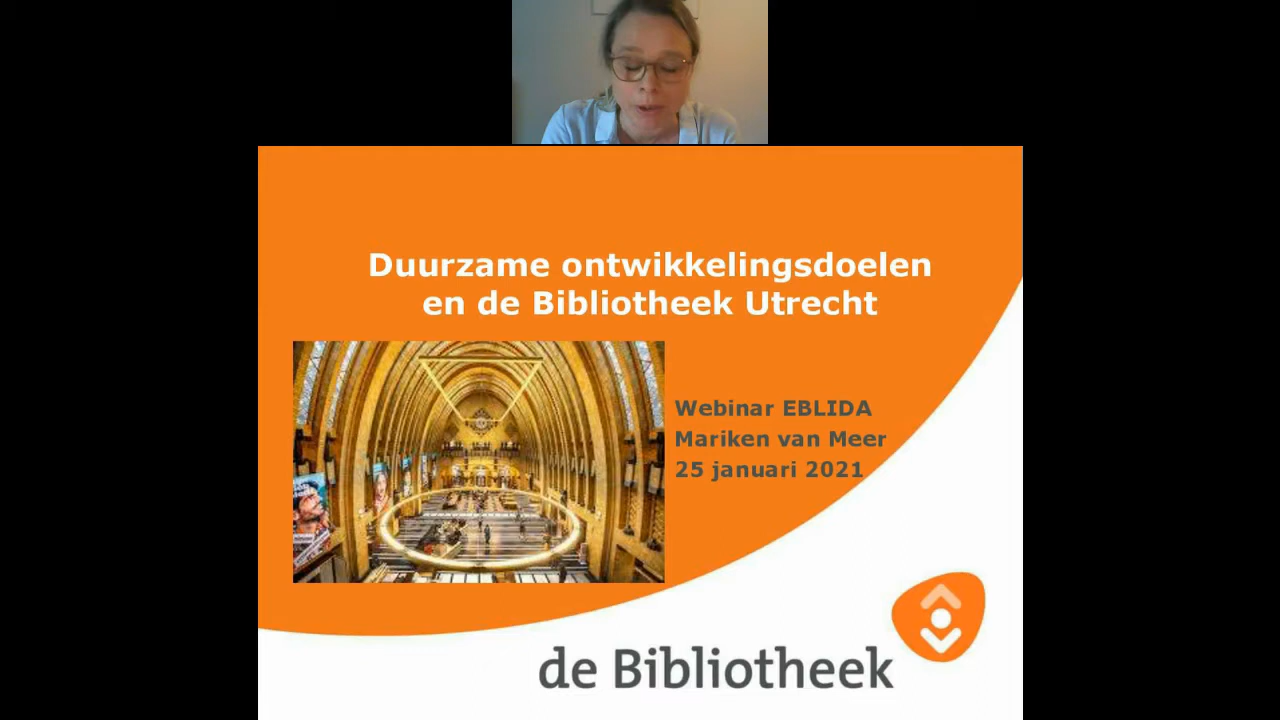 Duurzame ontwikkelingsdoelen
en de Bibliotheek Utrecht
Webinar EBLIDA
Mariken van Meer
25 januari 2021
de Bibliotheek